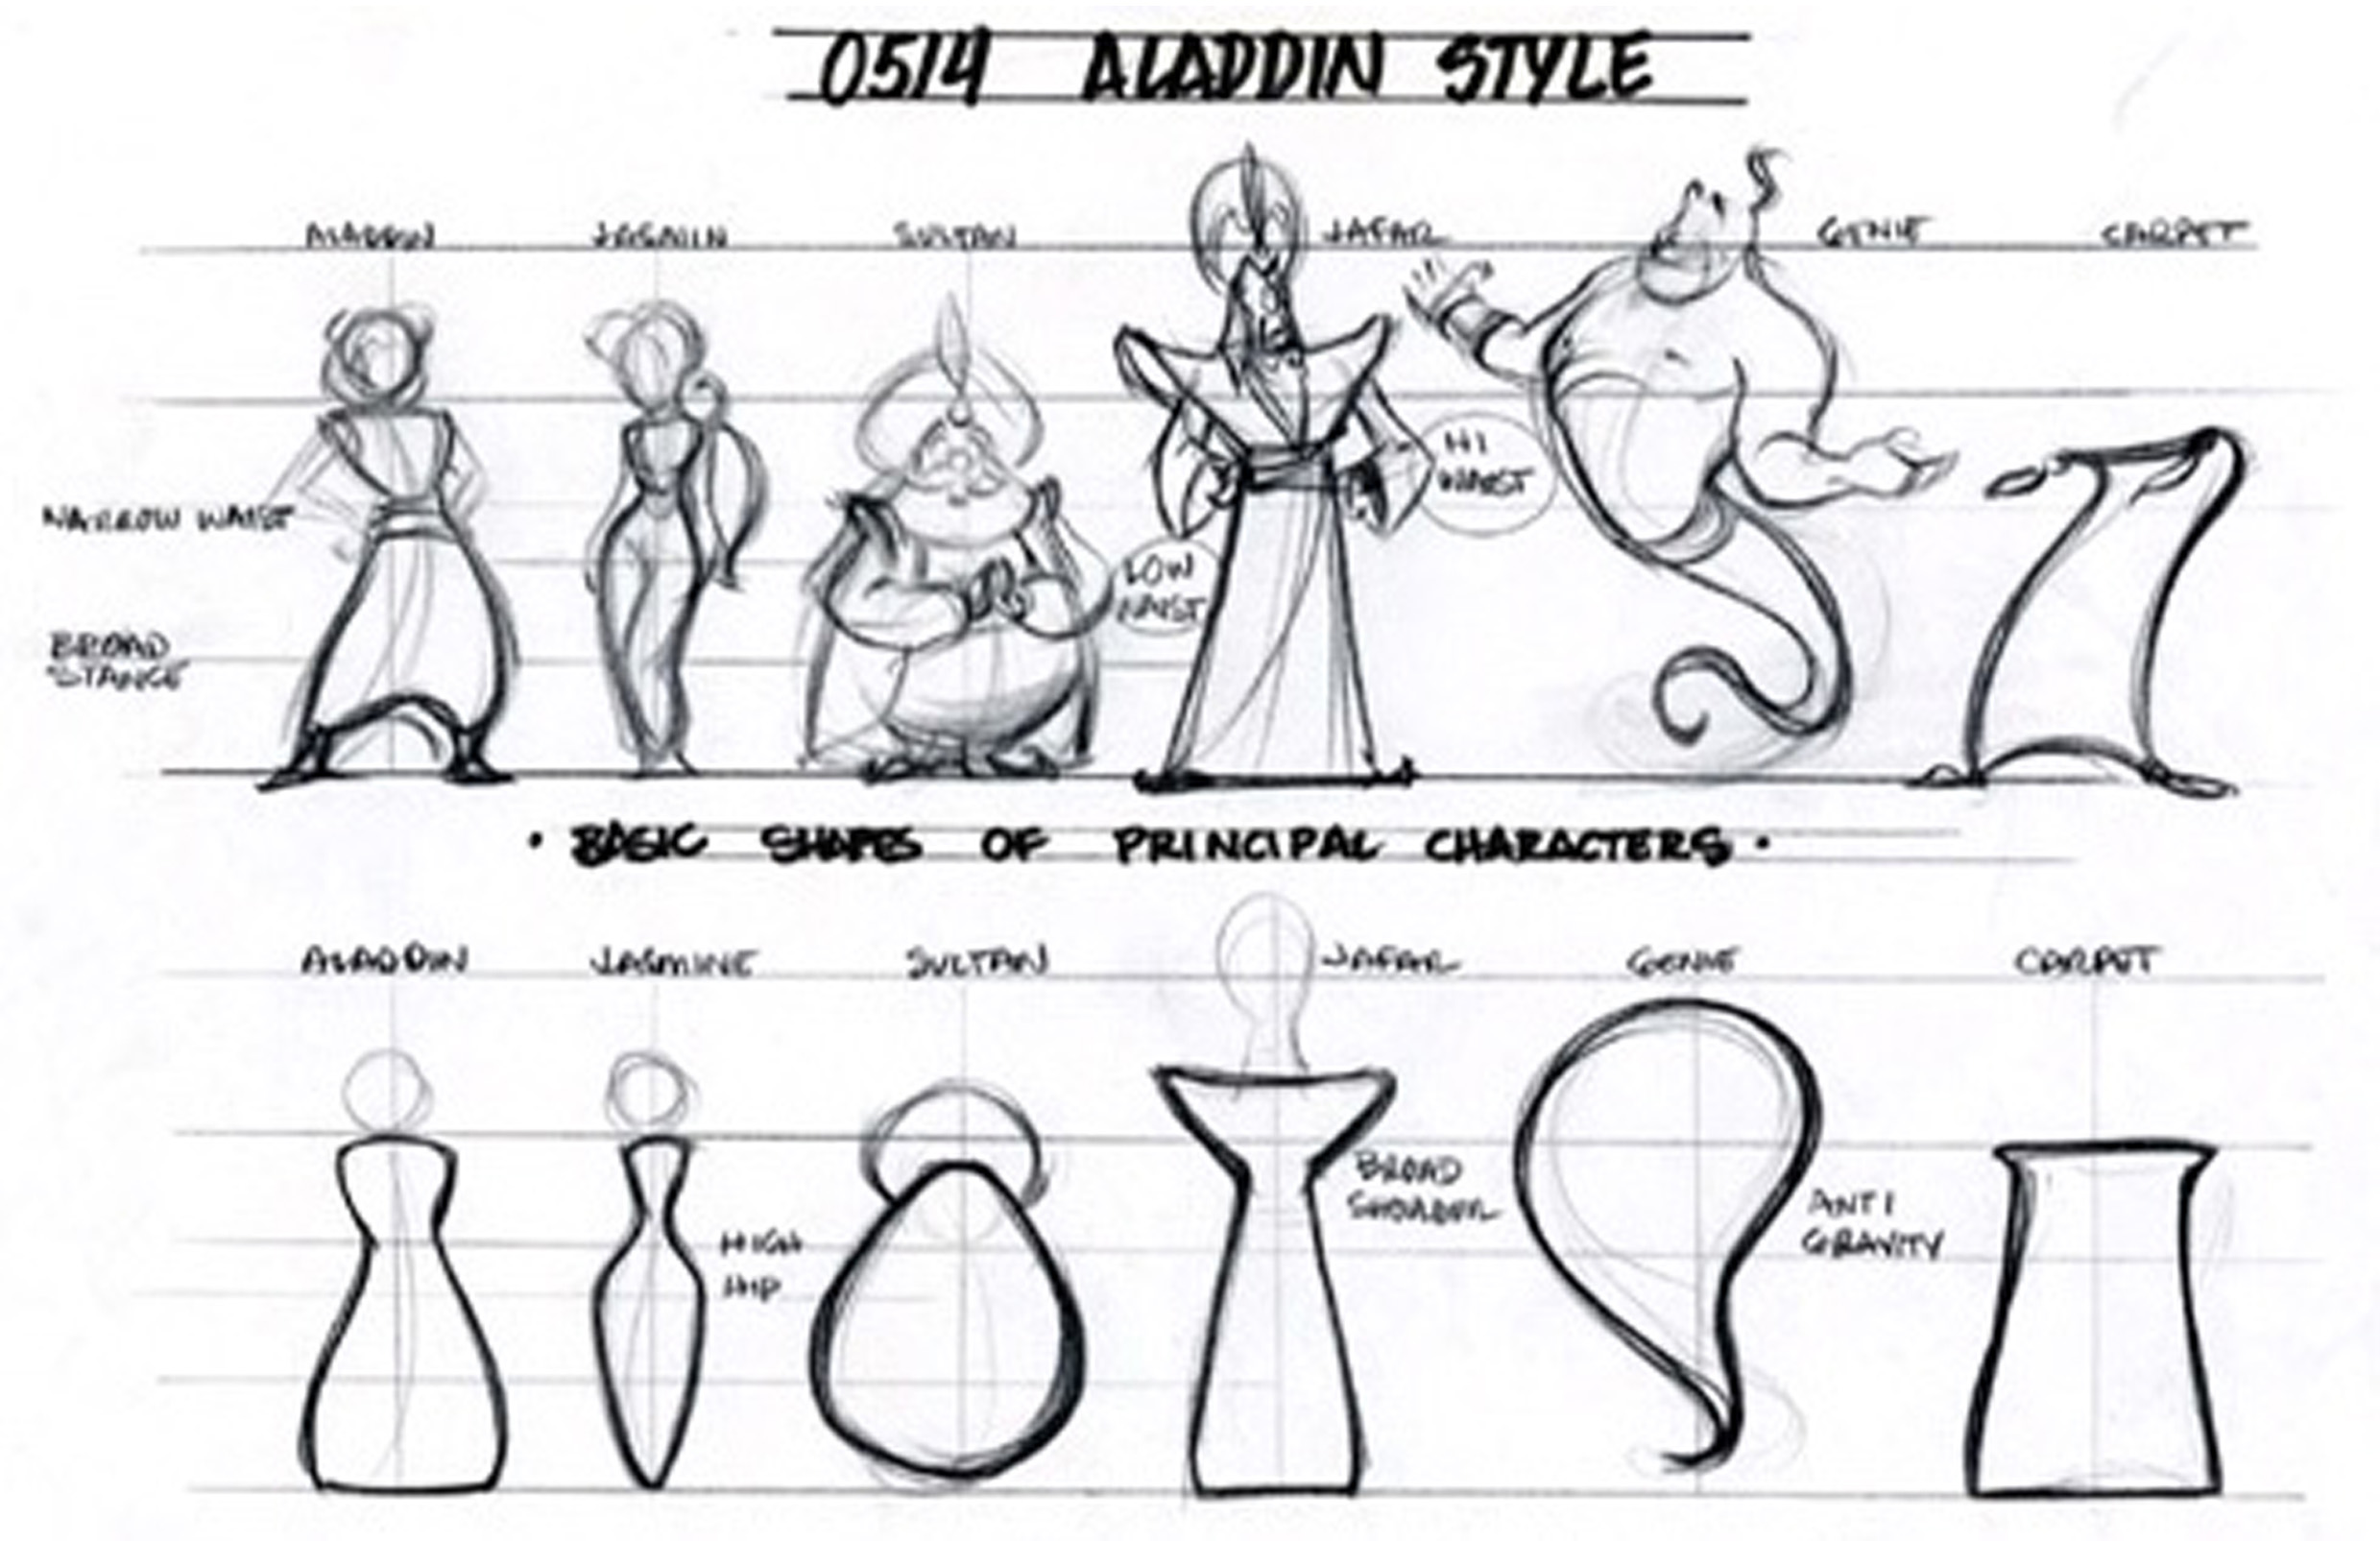 0514 ALADDIN STYLE
ALADDIN JASMIN SULTAN JAFAR GENIE CARPET
NARROW WAIST
HI
WAIST
LOW
WAIST
BROAD
STANCE
• BASIC SHAPES OF PRINCIPAL CHARACTERS •
ALADDIN JASMINE SULTAN JAFAR GENIE CARPET
BROAD
SHOULDER
ANTI
GRAVITY
HIGH
HIP